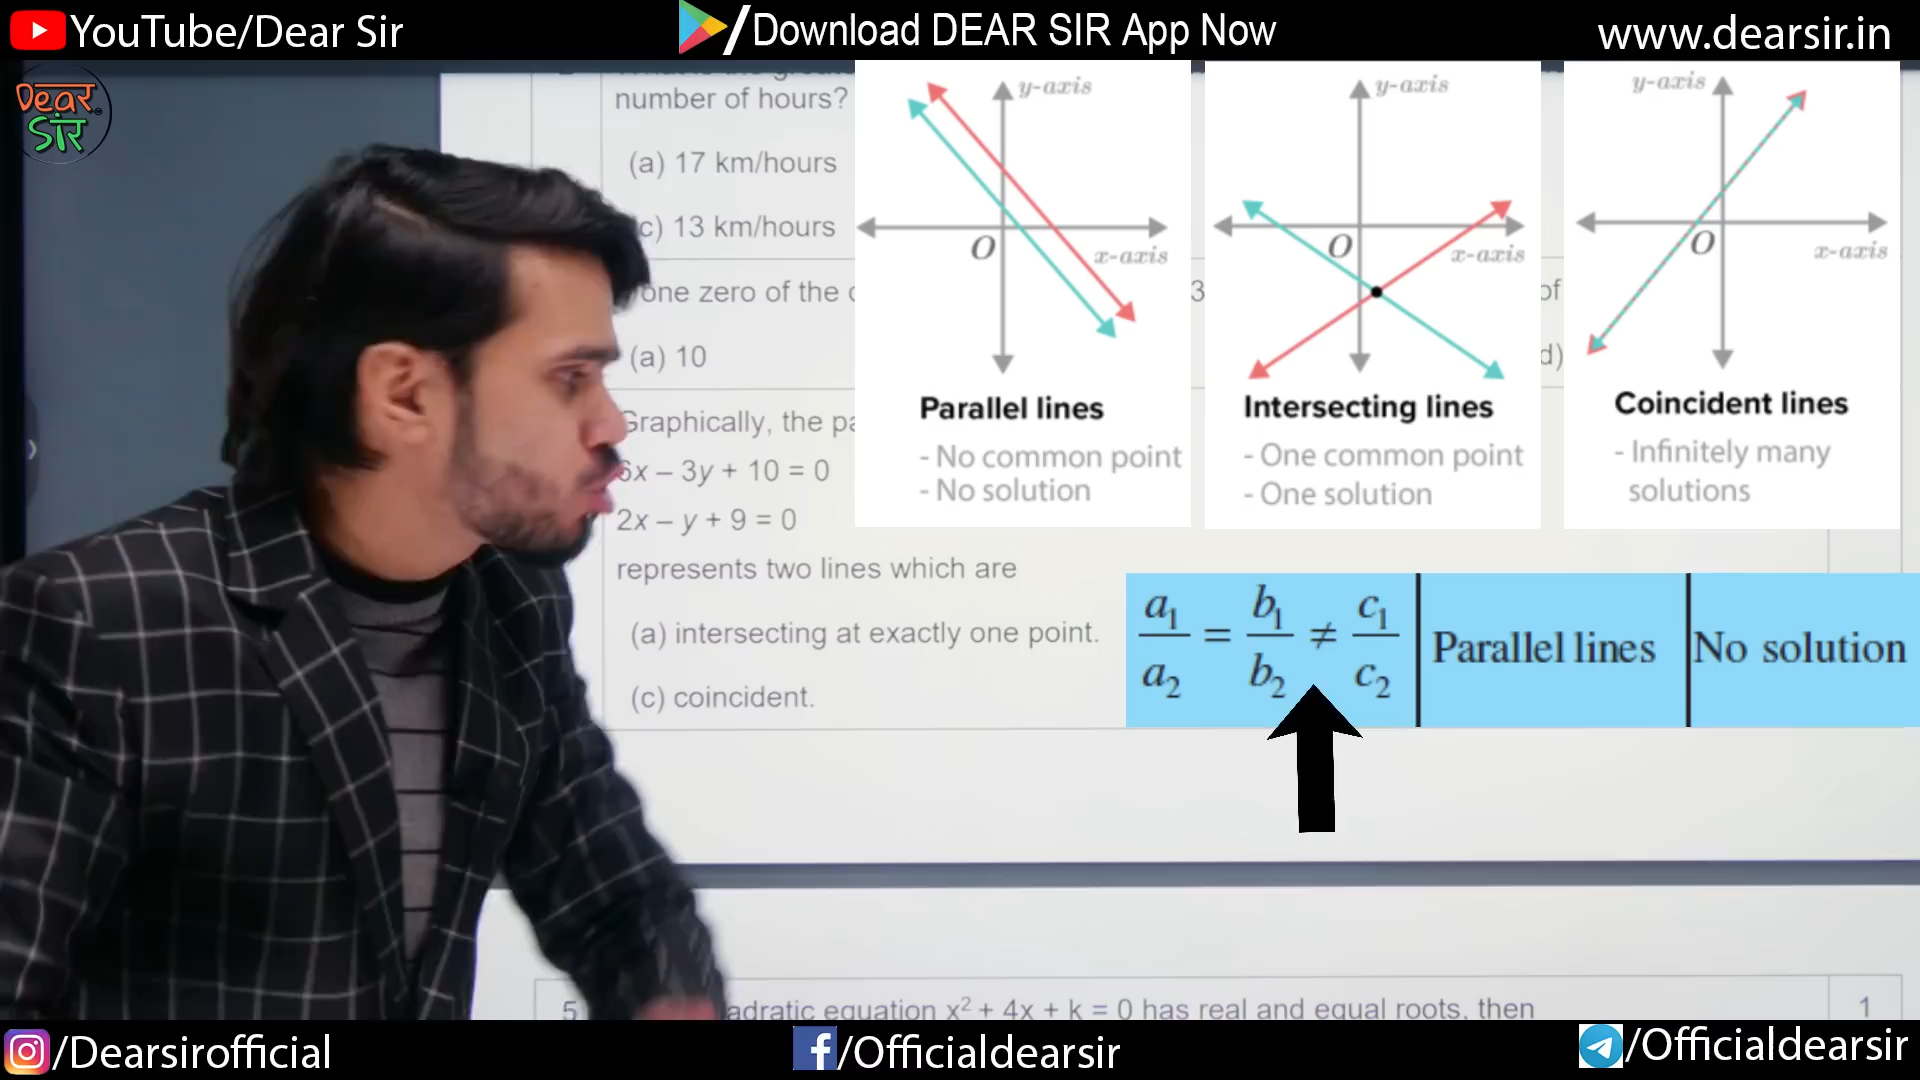 YouTube/Dear Sir
/Download DEAR SIR App Now
www.dearsir.in
Dear
सार
number of hours?
(a) 17 km/hours
c) 13 km/hours
one zero of the
3
of
(a) 10
d)
Graphically, the pa
6x – 3y + 10 = 0
2x – y + 9 = 0
represents two lines which are
(a) intersecting at exactly one point.
(c) coincident.
y-axis
O
x-axis
Parallel lines
- No common point
- No solution
y-axis
O
x-axis
Intersecting lines
- One common point
- One solution
y-axis
O
x-axis
Coincident lines
- Infinitely many
solutions
a₁/a₂ = b₁/b₂ ≠ c₁/c₂
Parallel lines
No solution
5
adratic equation x² + 4x + k = 0 has real and equal roots, then
1
/Dearsirofficial
/Officialdearsir
/Officialdearsir